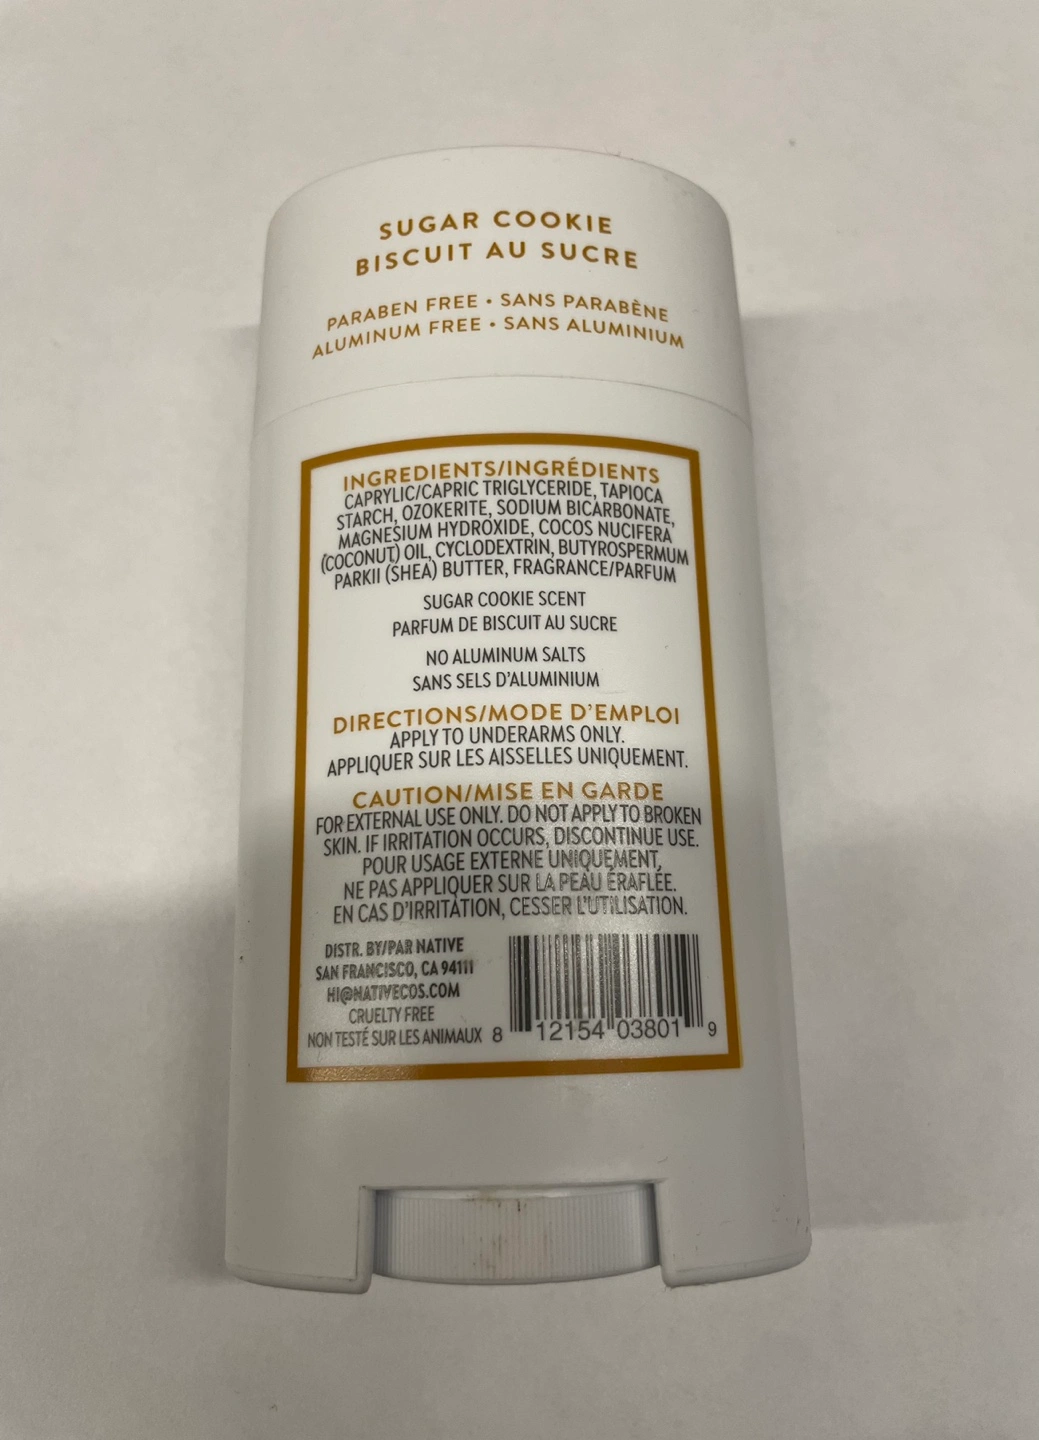 SUGAR COOKIE
BISCUIT AU SUCRE
PARABEN FREE • SANS PARABÈNE
ALUMINUM FREE • SANS ALUMINIUM
INGREDIENTS/INGRÉDIENTS
CAPRYLIC/CAPRIC TRIGLYCERIDE, TAPIOCA
STARCH, OZOKERITE, SODIUM BICARBONATE,
MAGNESIUM HYDROXIDE, COCOS NUCIFERA
(COCONUT) OIL, CYCLODEXTRIN, BUTYROSPERMUM
PARKII (SHEA) BUTTER, FRAGRANCE/PARFUM
SUGAR COOKIE SCENT
PARFUM DE BISCUIT AU SUCRE
NO ALUMINUM SALTS
SANS SELS D'ALUMINIUM
DIRECTIONS/MODE D'EMPLOI
APPLY TO UNDERARMS ONLY.
APPLIQUER SUR LES AISSELLES UNIQUEMENT.
CAUTION/MISE EN GARDE
FOR EXTERNAL USE ONLY. DO NOT APPLY TO BROKEN
SKIN. IF IRRITATION OCCURS, DISCONTINUE USE.
POUR USAGE EXTERNE UNIQUEMENT,
NE PAS APPLIQUER SUR LA PEAU ÉRAFLÉE.
EN CAS D'IRRITATION, CESSER L'UTILISATION.
DISTR. BY/PAR NATIVE
SAN FRANCISCO, CA 94111
HI@NATIVECOS.COM
CRUELTY FREE
NON TESTÉ SUR LES ANIMAUX
8 12154 03801 9